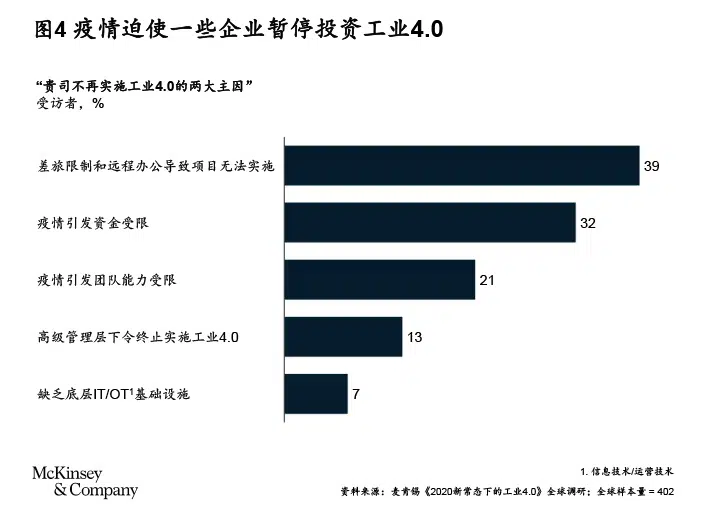 图4 疫情迫使一些企业暂停投资工业4.0
“贵司不再实施工业4.0的两大主因”
受访者，%
差旅限制和远程办公导致项目无法实施 39
疫情引发资金受限 32
疫情引发团队能力受限 21
高级管理层下令终止实施工业4.0 13
缺乏底层IT/OT¹基础设施 7
1. 信息技术/运营技术
McKinsey
& Company
资料来源：麦肯锡《2020新常态下的工业4.0》全球调研；全球样本量 = 402